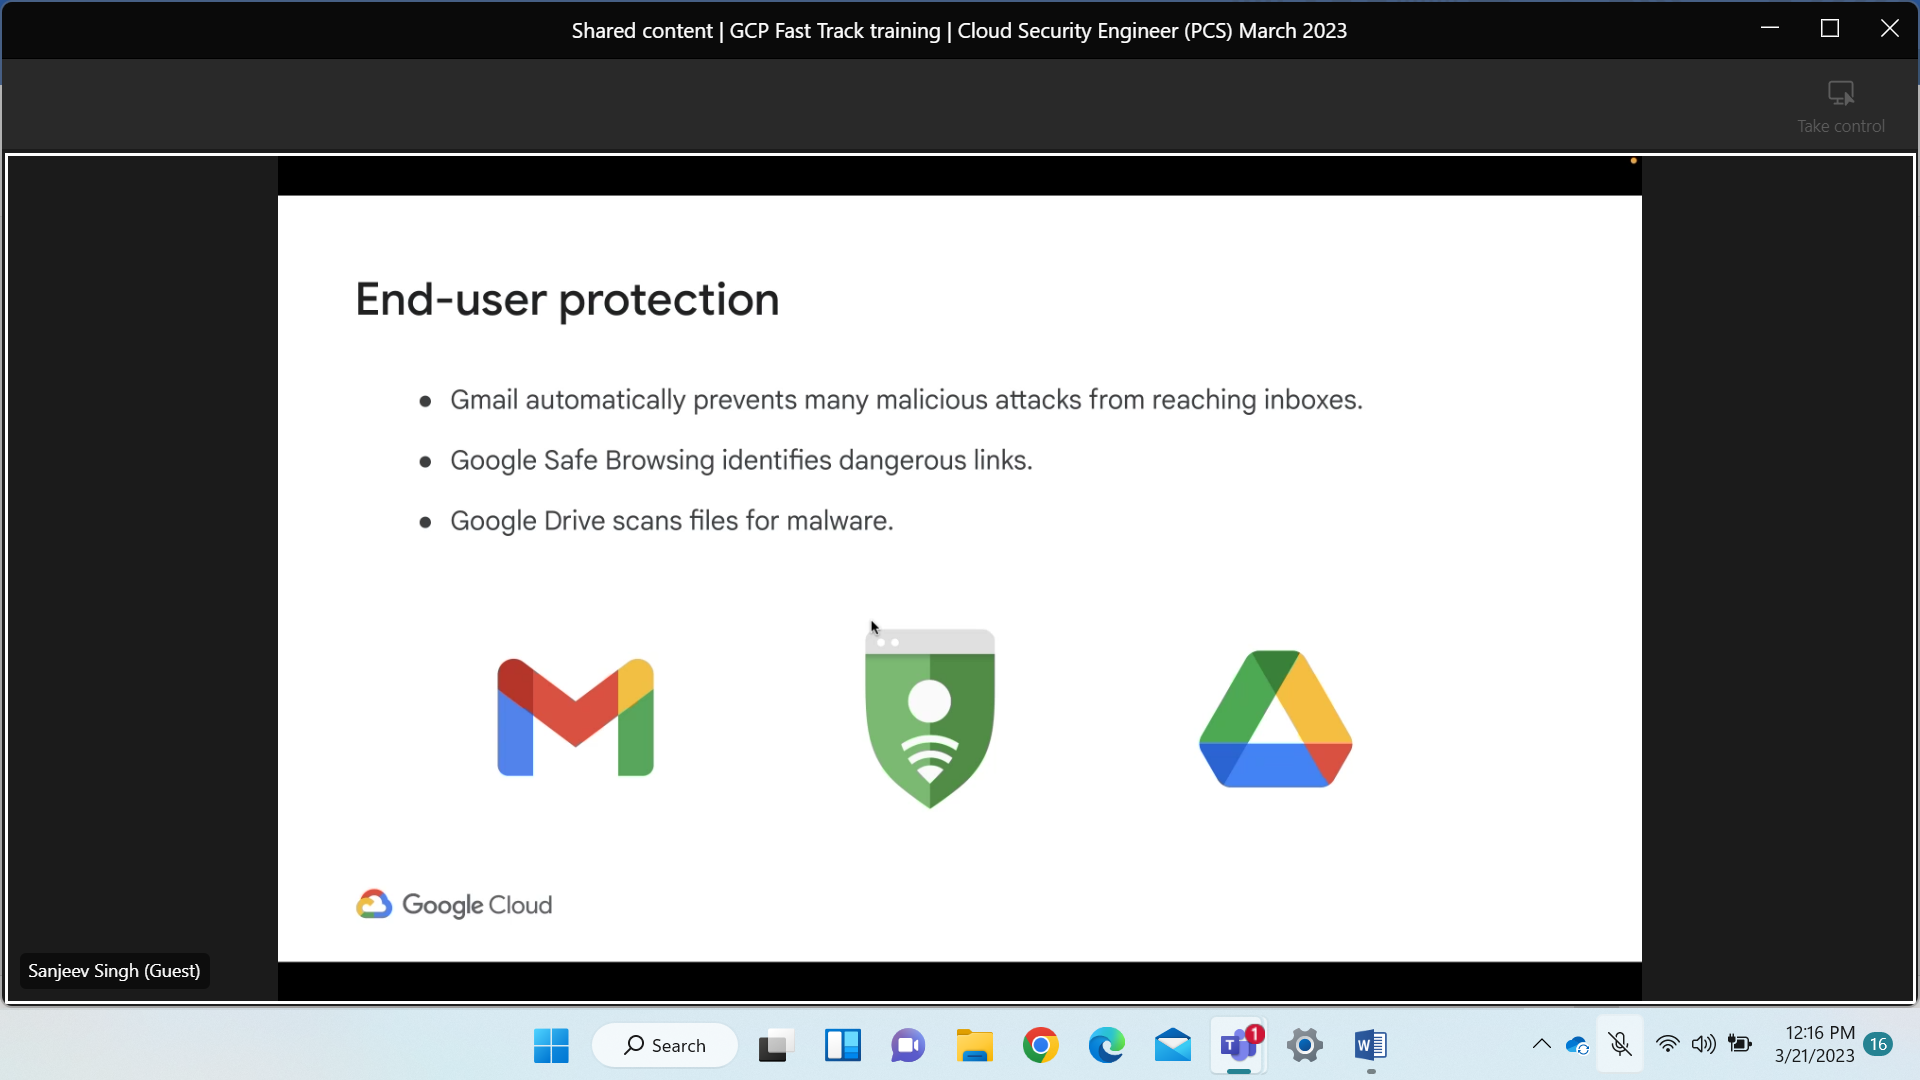 Shared content | GCP Fast Track training | Cloud Security Engineer (PCS) March 2023
Take control
End-user protection
● Gmail automatically prevents many malicious attacks from reaching inboxes.
● Google Safe Browsing identifies dangerous links.
● Google Drive scans files for malware.
Google Cloud
Sanjeev Singh (Guest)
Search
1
12:16 PM
3/21/2023
16